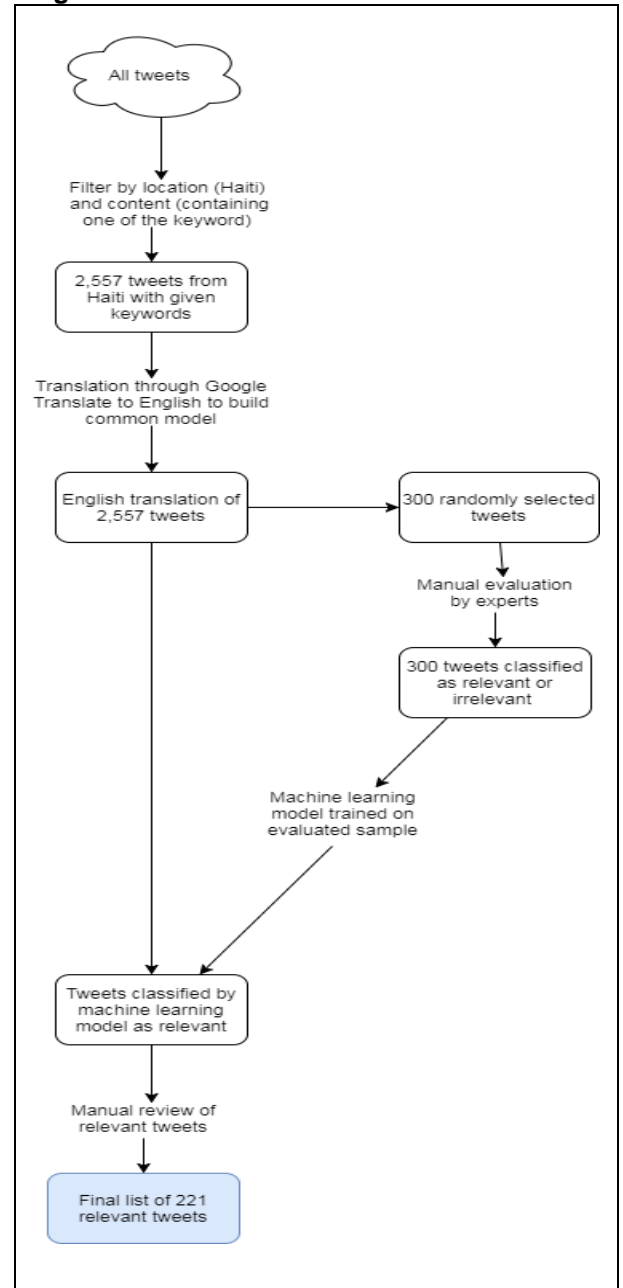 All tweets
Filter by location (Haiti)
and content (containing
one of the keyword)
2,557 tweets from
Haiti with given
keywords
Translation through Google
Translate to English to build
common model
English translation of
2,557 tweets
300 randomly selected
tweets
Manual evaluation
by experts
300 tweets classified
as relevant or
irrelevant
Machine learning
model trained on
evaluated sample
Tweets classified by
machine learning
model as relevant
Manual review of
relevant tweets
Final list of 221
relevant tweets